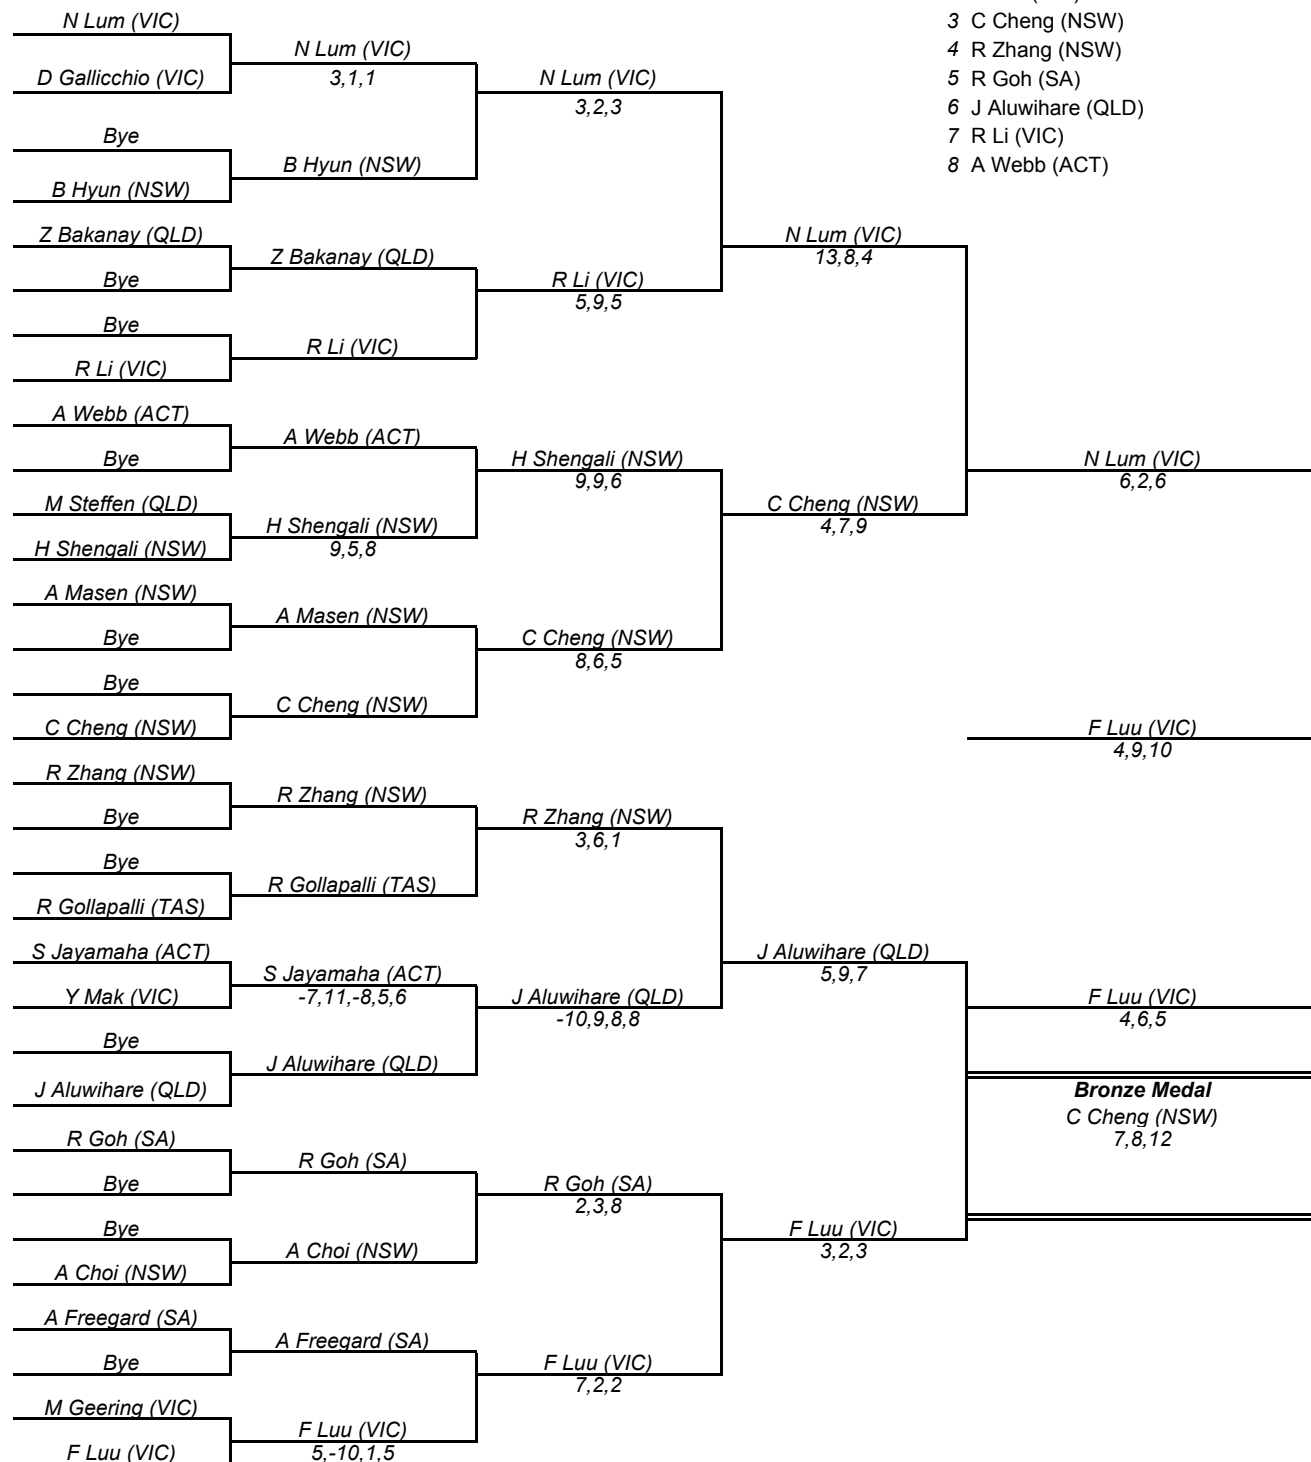 3 C Cheng (NSW)
4 R Zhang (NSW)
5 R Goh (SA)
6 J Aluwihare (QLD)
7 R Li (VIC)
8 A Webb (ACT)
N Lum (VIC)
D Gallicchio (VIC)
Bye
B Hyun (NSW)
Z Bakanay (QLD)
Bye
Bye
R Li (VIC)
A Webb (ACT)
Bye
M Steffen (QLD)
H Shengali (NSW)
A Masen (NSW)
Bye
Bye
C Cheng (NSW)
R Zhang (NSW)
Bye
Bye
R Gollapalli (TAS)
S Jayamaha (ACT)
Y Mak (VIC)
Bye
J Aluwihare (QLD)
R Goh (SA)
Bye
Bye
A Choi (NSW)
A Freegard (SA)
Bye
M Geering (VIC)
F Luu (VIC)
N Lum (VIC)
3,1,1
B Hyun (NSW)
Z Bakanay (QLD)
R Li (VIC)
A Webb (ACT)
H Shengali (NSW)
9,5,8
A Masen (NSW)
C Cheng (NSW)
R Zhang (NSW)
R Gollapalli (TAS)
S Jayamaha (ACT)
-7,11,-8,5,6
J Aluwihare (QLD)
R Goh (SA)
A Choi (NSW)
A Freegard (SA)
F Luu (VIC)
5,-10,1,5
N Lum (VIC)
3,2,3
R Li (VIC)
5,9,5
H Shengali (NSW)
9,9,6
C Cheng (NSW)
8,6,5
R Zhang (NSW)
3,6,1
J Aluwihare (QLD)
-10,9,8,8
R Goh (SA)
2,3,8
F Luu (VIC)
7,2,2
N Lum (VIC)
13,8,4
C Cheng (NSW)
4,7,9
J Aluwihare (QLD)
5,9,7
F Luu (VIC)
3,2,3
N Lum (VIC)
6,2,6
F Luu (VIC)
4,9,10
F Luu (VIC)
4,6,5
Bronze Medal
C Cheng (NSW)
7,8,12